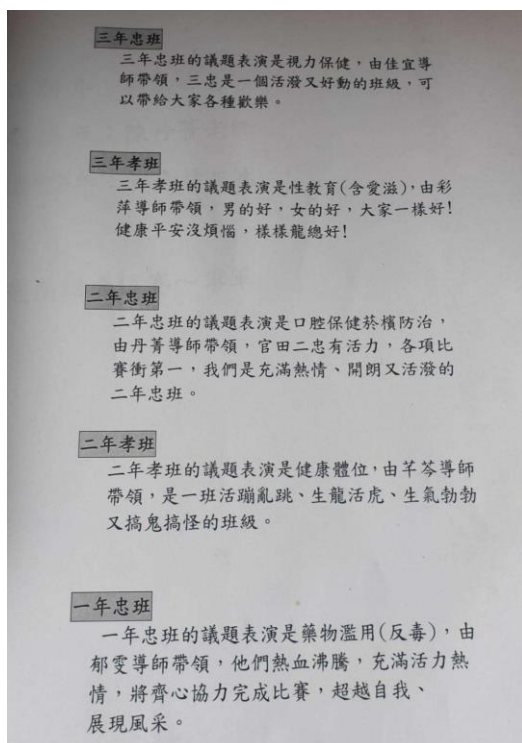 三年忠班
三年忠班的議題表演是視力保健，由佳宜導
師帶領，三忠是一個活潑又好動的班級，可
以帶給大家各種歡樂。
三年孝班
三年孝班的議題表演是性教育(含愛滋)，由彩
萍導師帶領，男的好，女的好，大家一樣好!
健康平安沒煩惱，樣樣龍總好!
二年忠班
二年忠班的議題表演是口腔保健菸檳防治，
由丹菁導師帶領，官田二忠有活力，各項比
賽衝第一，我們是充滿熱情、開朗又活潑的
二年忠班。
二年孝班
二年孝班的議題表演是健康體位，由芊苓導師
帶領，是一班活蹦亂跳、生龍活虎、生氣勃勃
又搞鬼搞怪的班級。
一年忠班
一年忠班的議題表演是藥物濫用(反毒)，由
郁雯導師帶領，他們熱血沸騰，充滿活力熱
情，將齊心協力完成比賽，超越自我、
展現風采。